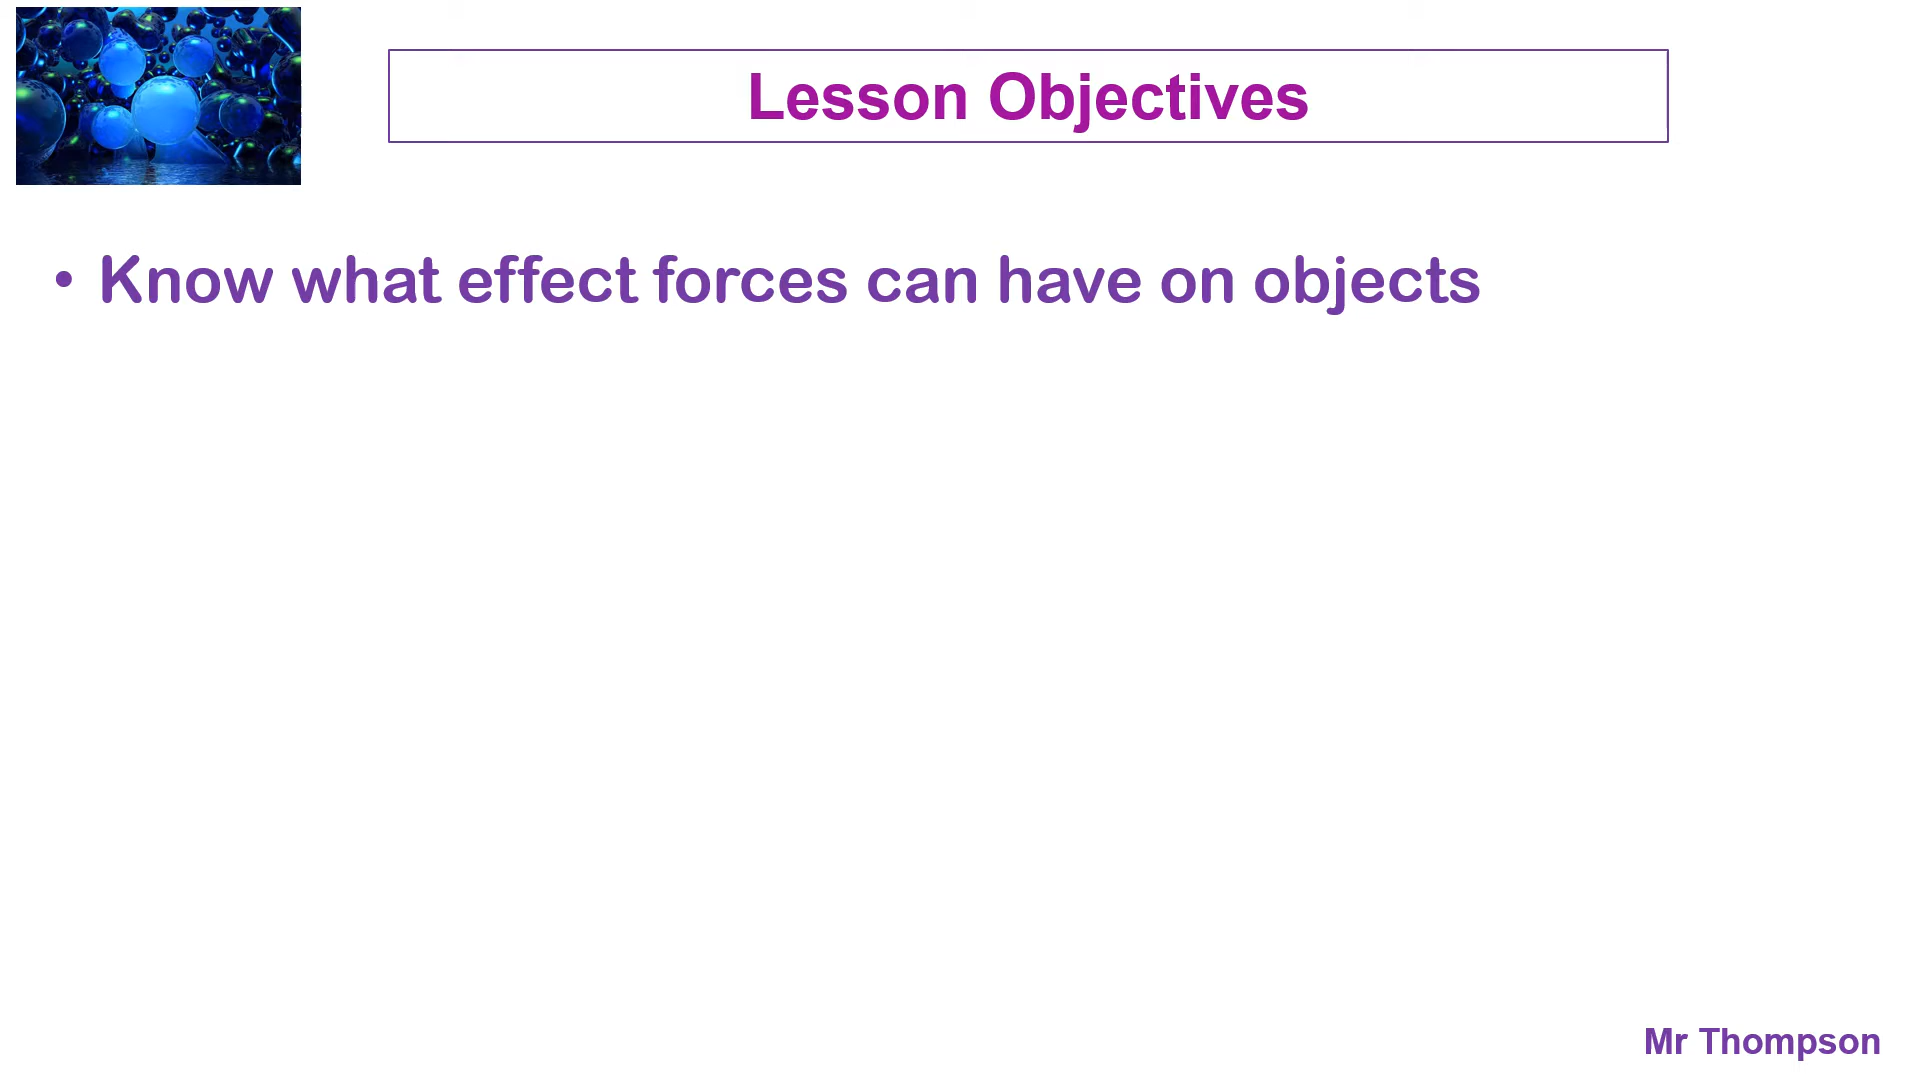 Lesson Objectives
• Know what effect forces can have on objects
Mr Thompson